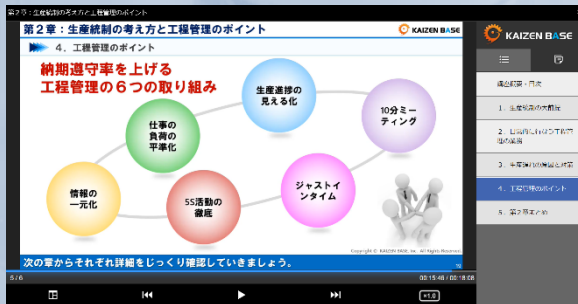 第2章：生産統制の考え方と工程管理のポイント
第２章：生産統制の考え方と工程管理のポイント
KAIZEN BASE
４．工程管理のポイント
納期遵守率を上げる
工程管理の６つの取り組み
生産進捗の
見える化
10分ミー
ティング
仕事の
負荷の
平準化
情報の
一元化
5S活動の
徹底
ジャストイ
ンタイム
Copyright © KAIZEN BASE, Inc. All Rights Reserved.
次の章からそれぞれ詳細をじっくり確認していきましょう。
5 / 6
00:15:48 / 00:18:08
×1.0
KAIZEN BASE
講座概要・目次
1．生産統制の大前提
3．生産遅れの原因と対策
4．工程管理のポイント
5．第2章まとめ